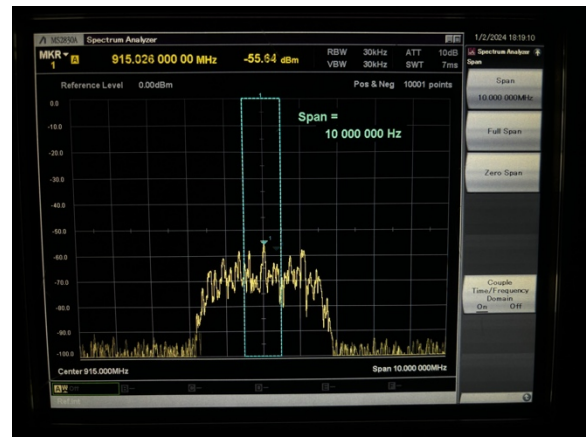 Spectrum Analyzer
1/2/2024 18:19:10
MKR 1 915.026 000 00 MHz -55.64 dBm
RBW 30kHz ATT 10dB
VBW 30kHz SWT 7ms
Spectrum Analyzer
Span
Reference Level 0.00dBm Pos & Neg 10001 points
Span
10.000 000MHz
0.0
1
Span =
10 000 000 Hz
-10.0
Full Span
-20.0
-30.0
Zero Span
-40.0
-50.0
1
-60.0
-70.0
Couple
Time/Frequency
Domain
On Off
-80.0
-90.0
-100.0
Center 915.000MHz Span 10.000 000MHz